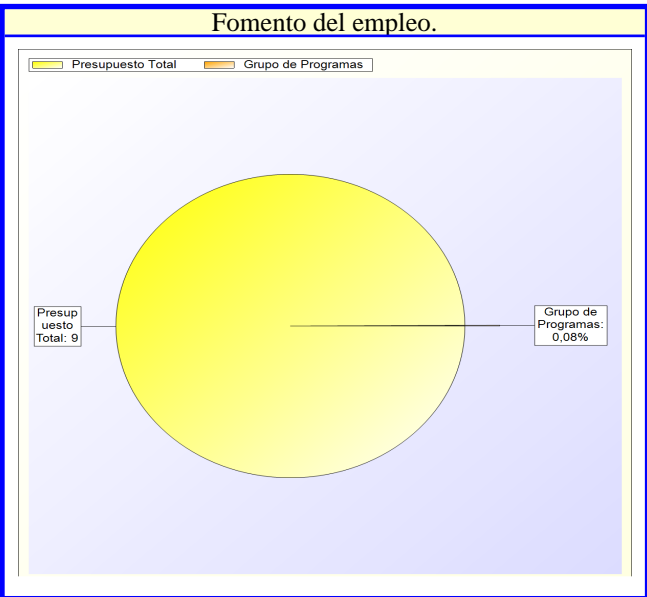 Fomento del empleo.
Presupuesto Total Grupo de Programas
Presup
uesto
Total: 9
Grupo de
Programas:
0,08%